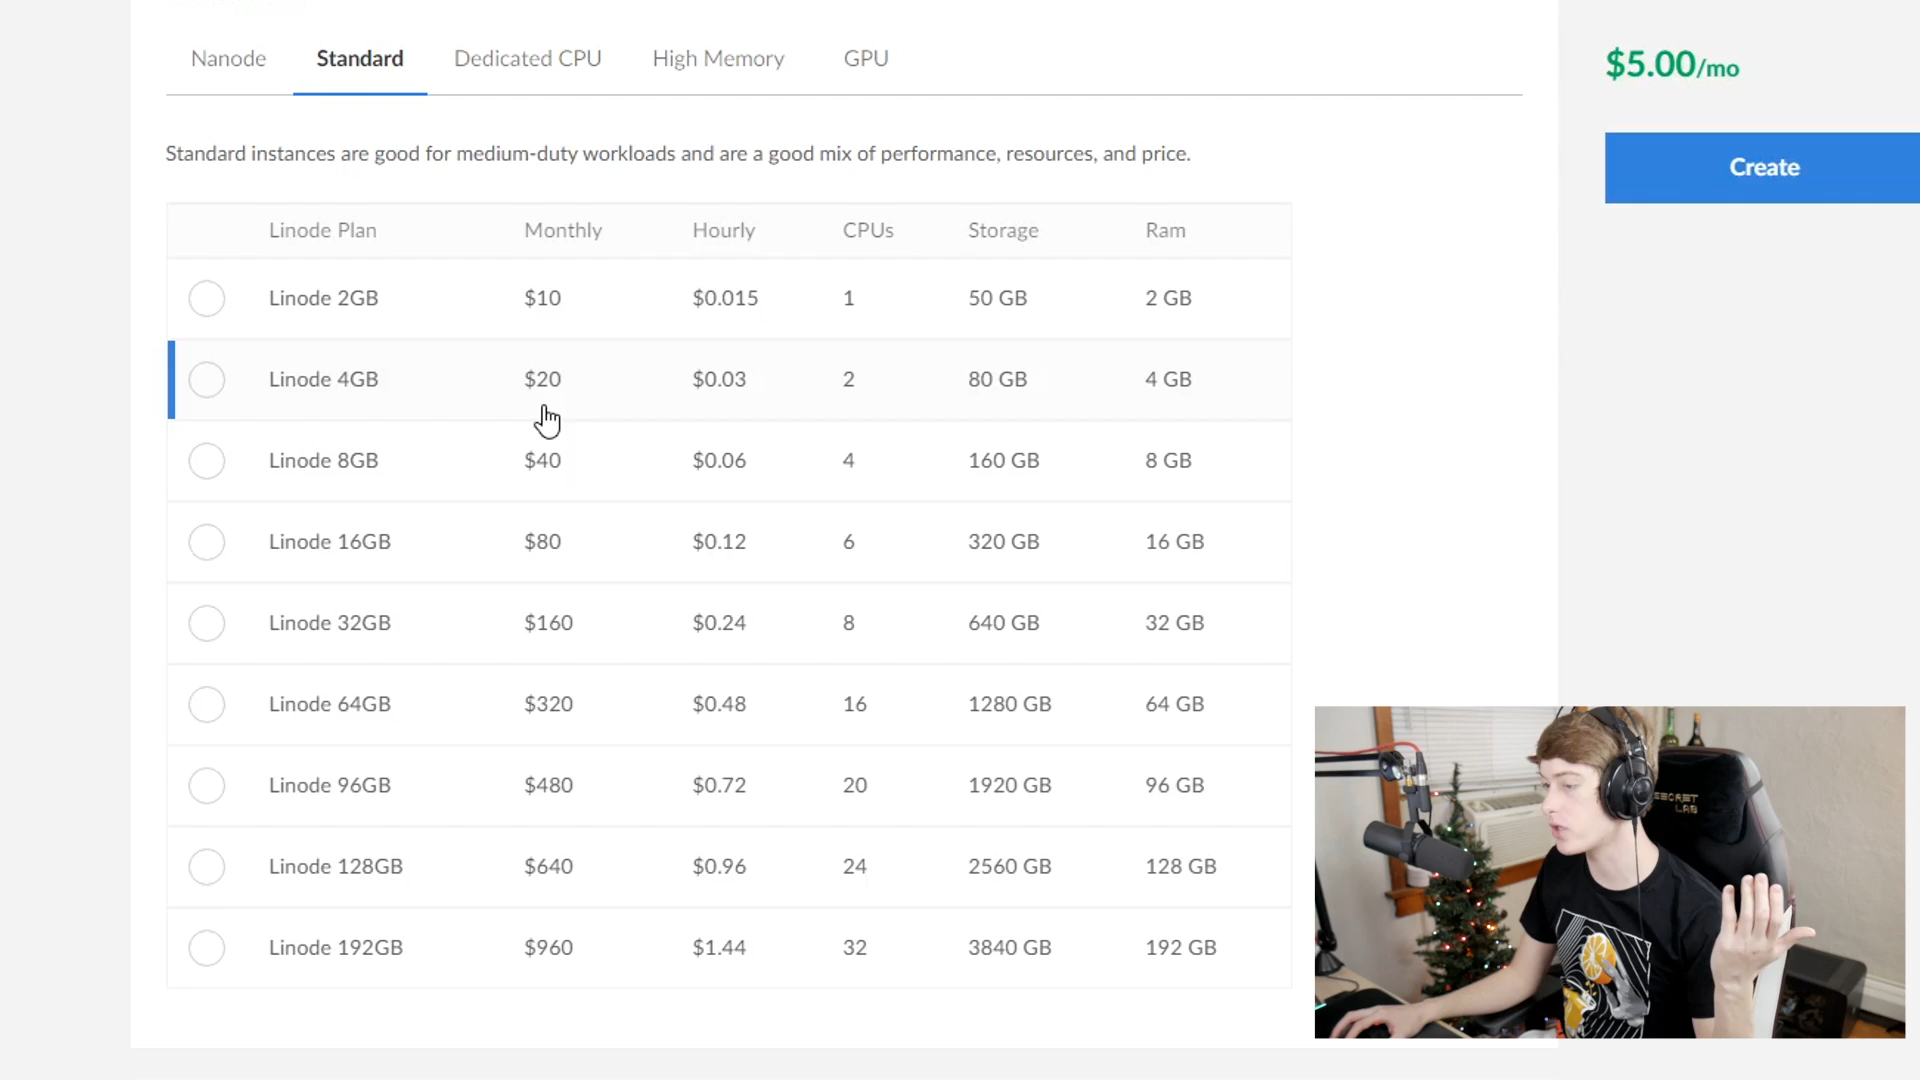 Nanode Standard Dedicated CPU High Memory GPU
$5.00/mo
Create
Standard instances are good for medium-duty workloads and are a good mix of performance, resources, and price.
Linode Plan Monthly Hourly CPUs Storage Ram
Linode 2GB $10 $0.015 1 50 GB 2 GB
Linode 4GB $20 $0.03 2 80 GB 4 GB
Linode 8GB $40 $0.06 4 160 GB 8 GB
Linode 16GB $80 $0.12 6 320 GB 16 GB
Linode 32GB $160 $0.24 8 640 GB 32 GB
Linode 64GB $320 $0.48 16 1280 GB 64 GB
Linode 96GB $480 $0.72 20 1920 GB 96 GB
Linode 128GB $640 $0.96 24 2560 GB 128 GB
Linode 192GB $960 $1.44 32 3840 GB 192 GB
LAB